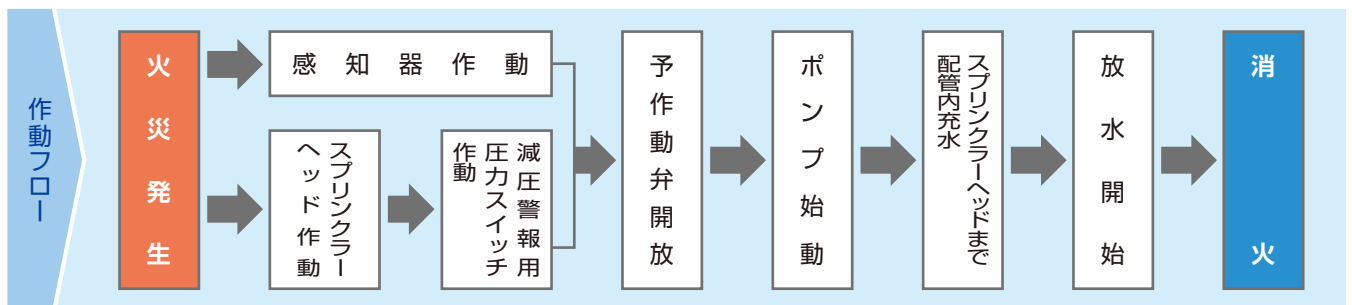 作動フロー
火災発生
感知器作動
スプリンクラー
ヘッド作動
減圧警報用
圧力スイッチ
作動
予作動弁開放
ポンプ始動
スプリンクラーヘッドまで
配管内充水
放水開始
消火